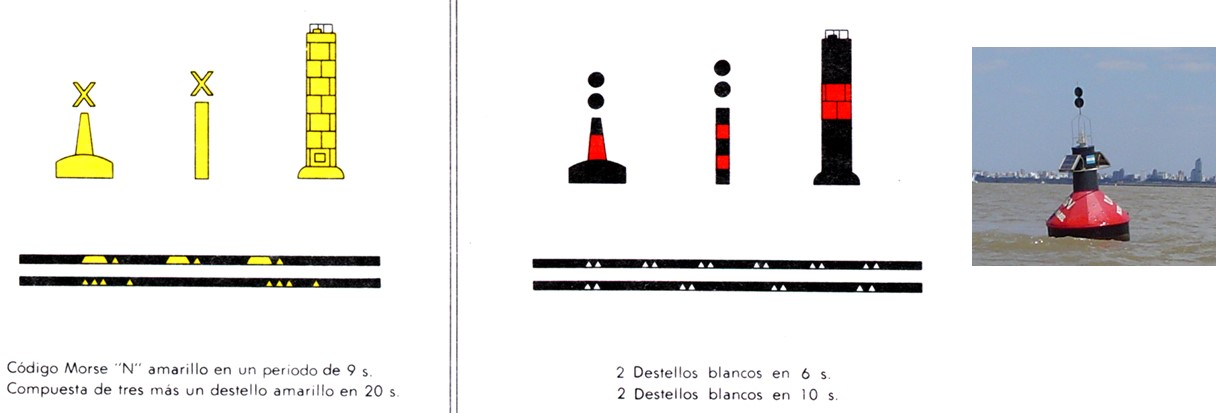 Código Morse "N" amarillo en un periodo de 9 s.
Compuesta de tres más un destello amarillo en 20 s.
2 Destellos blancos en 6 s.
2 Destellos blancos en 10 s.